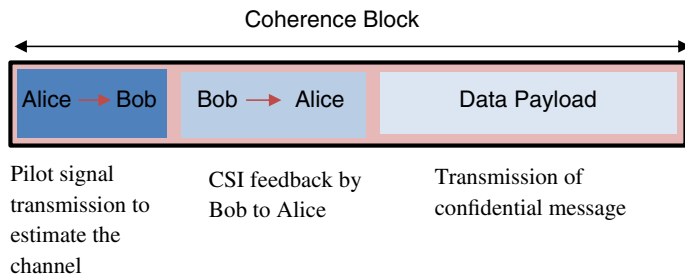 Coherence Block
Alice Bob
Bob Alice
Data Payload
Pilot signal
transmission to
estimate the
channel
CSI feedback by
Bob to Alice
Transmission of
confidential message